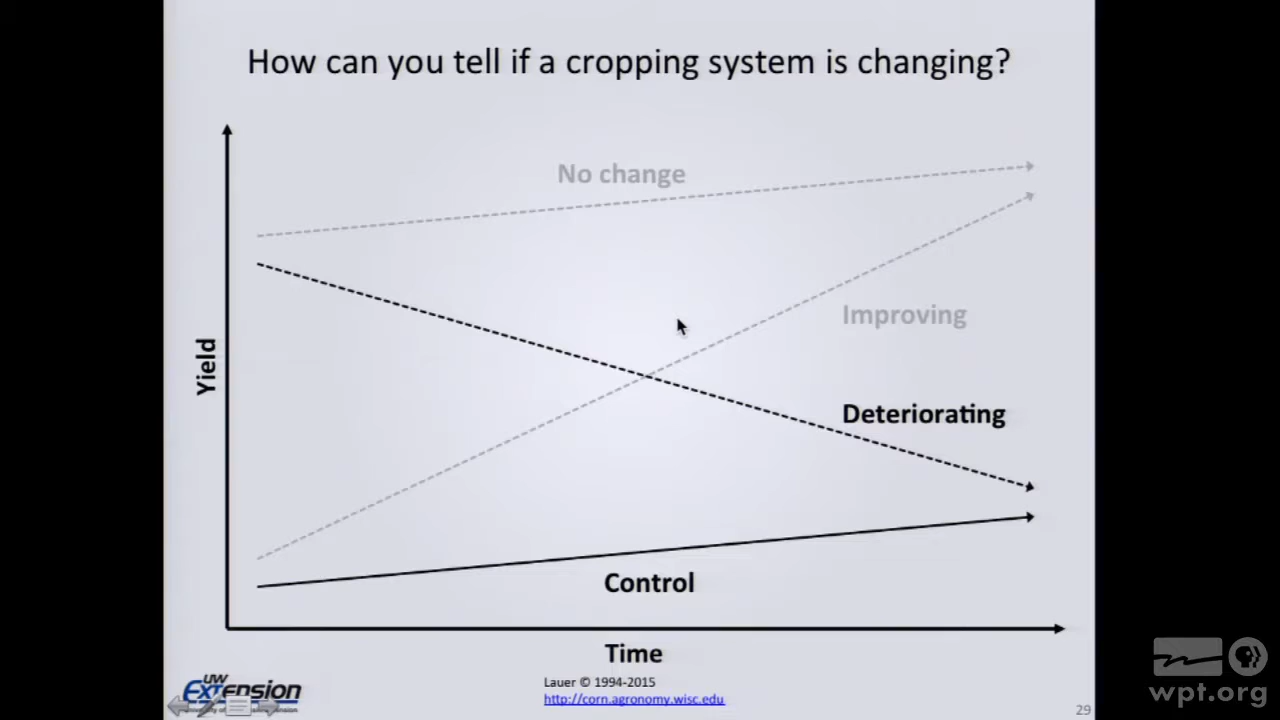 How can you tell if a cropping system is changing?
No change
Improving
Yield
Deteriorating
Control
Time
UW
Extension
Lauer © 1994-2015
http://corn.agronomy.wisc.edu
29
wpt.org